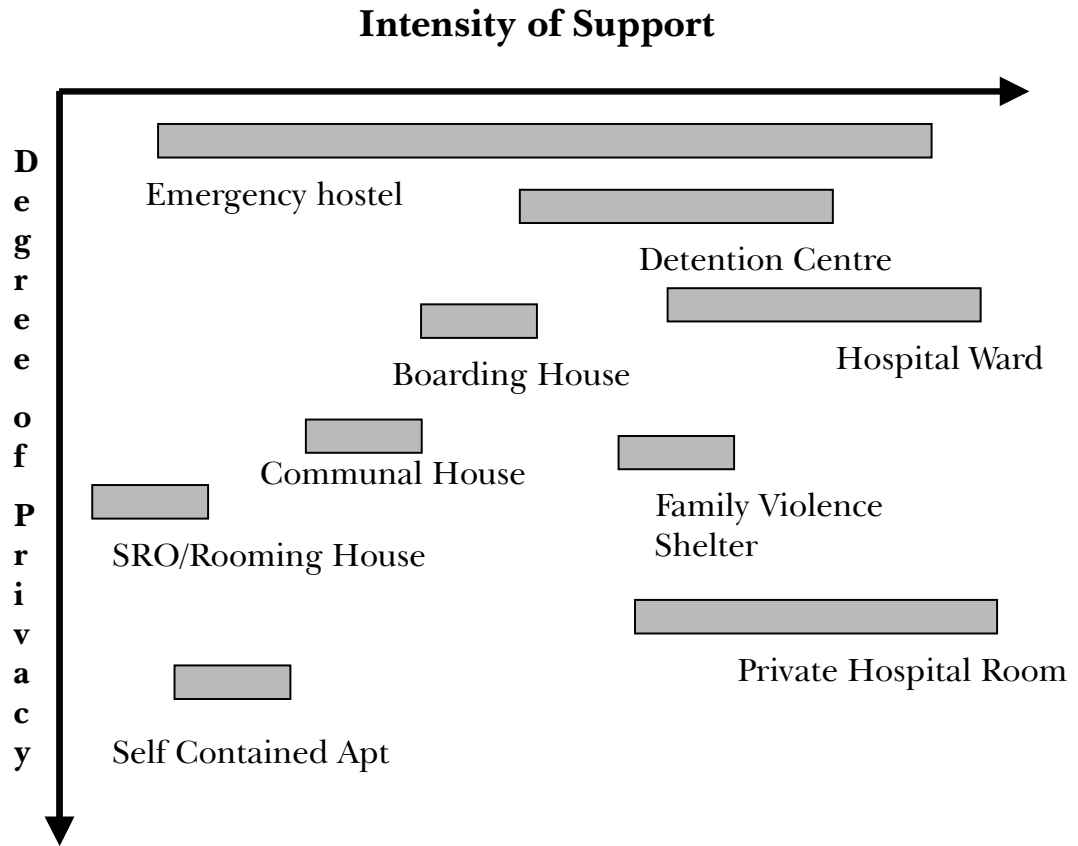 Intensity of Support
Degree of Privacy
Emergency hostel
Detention Centre
Hospital Ward
Boarding House
Communal House
Family Violence
Shelter
SRO/Rooming House
Private Hospital Room
Self Contained Apt